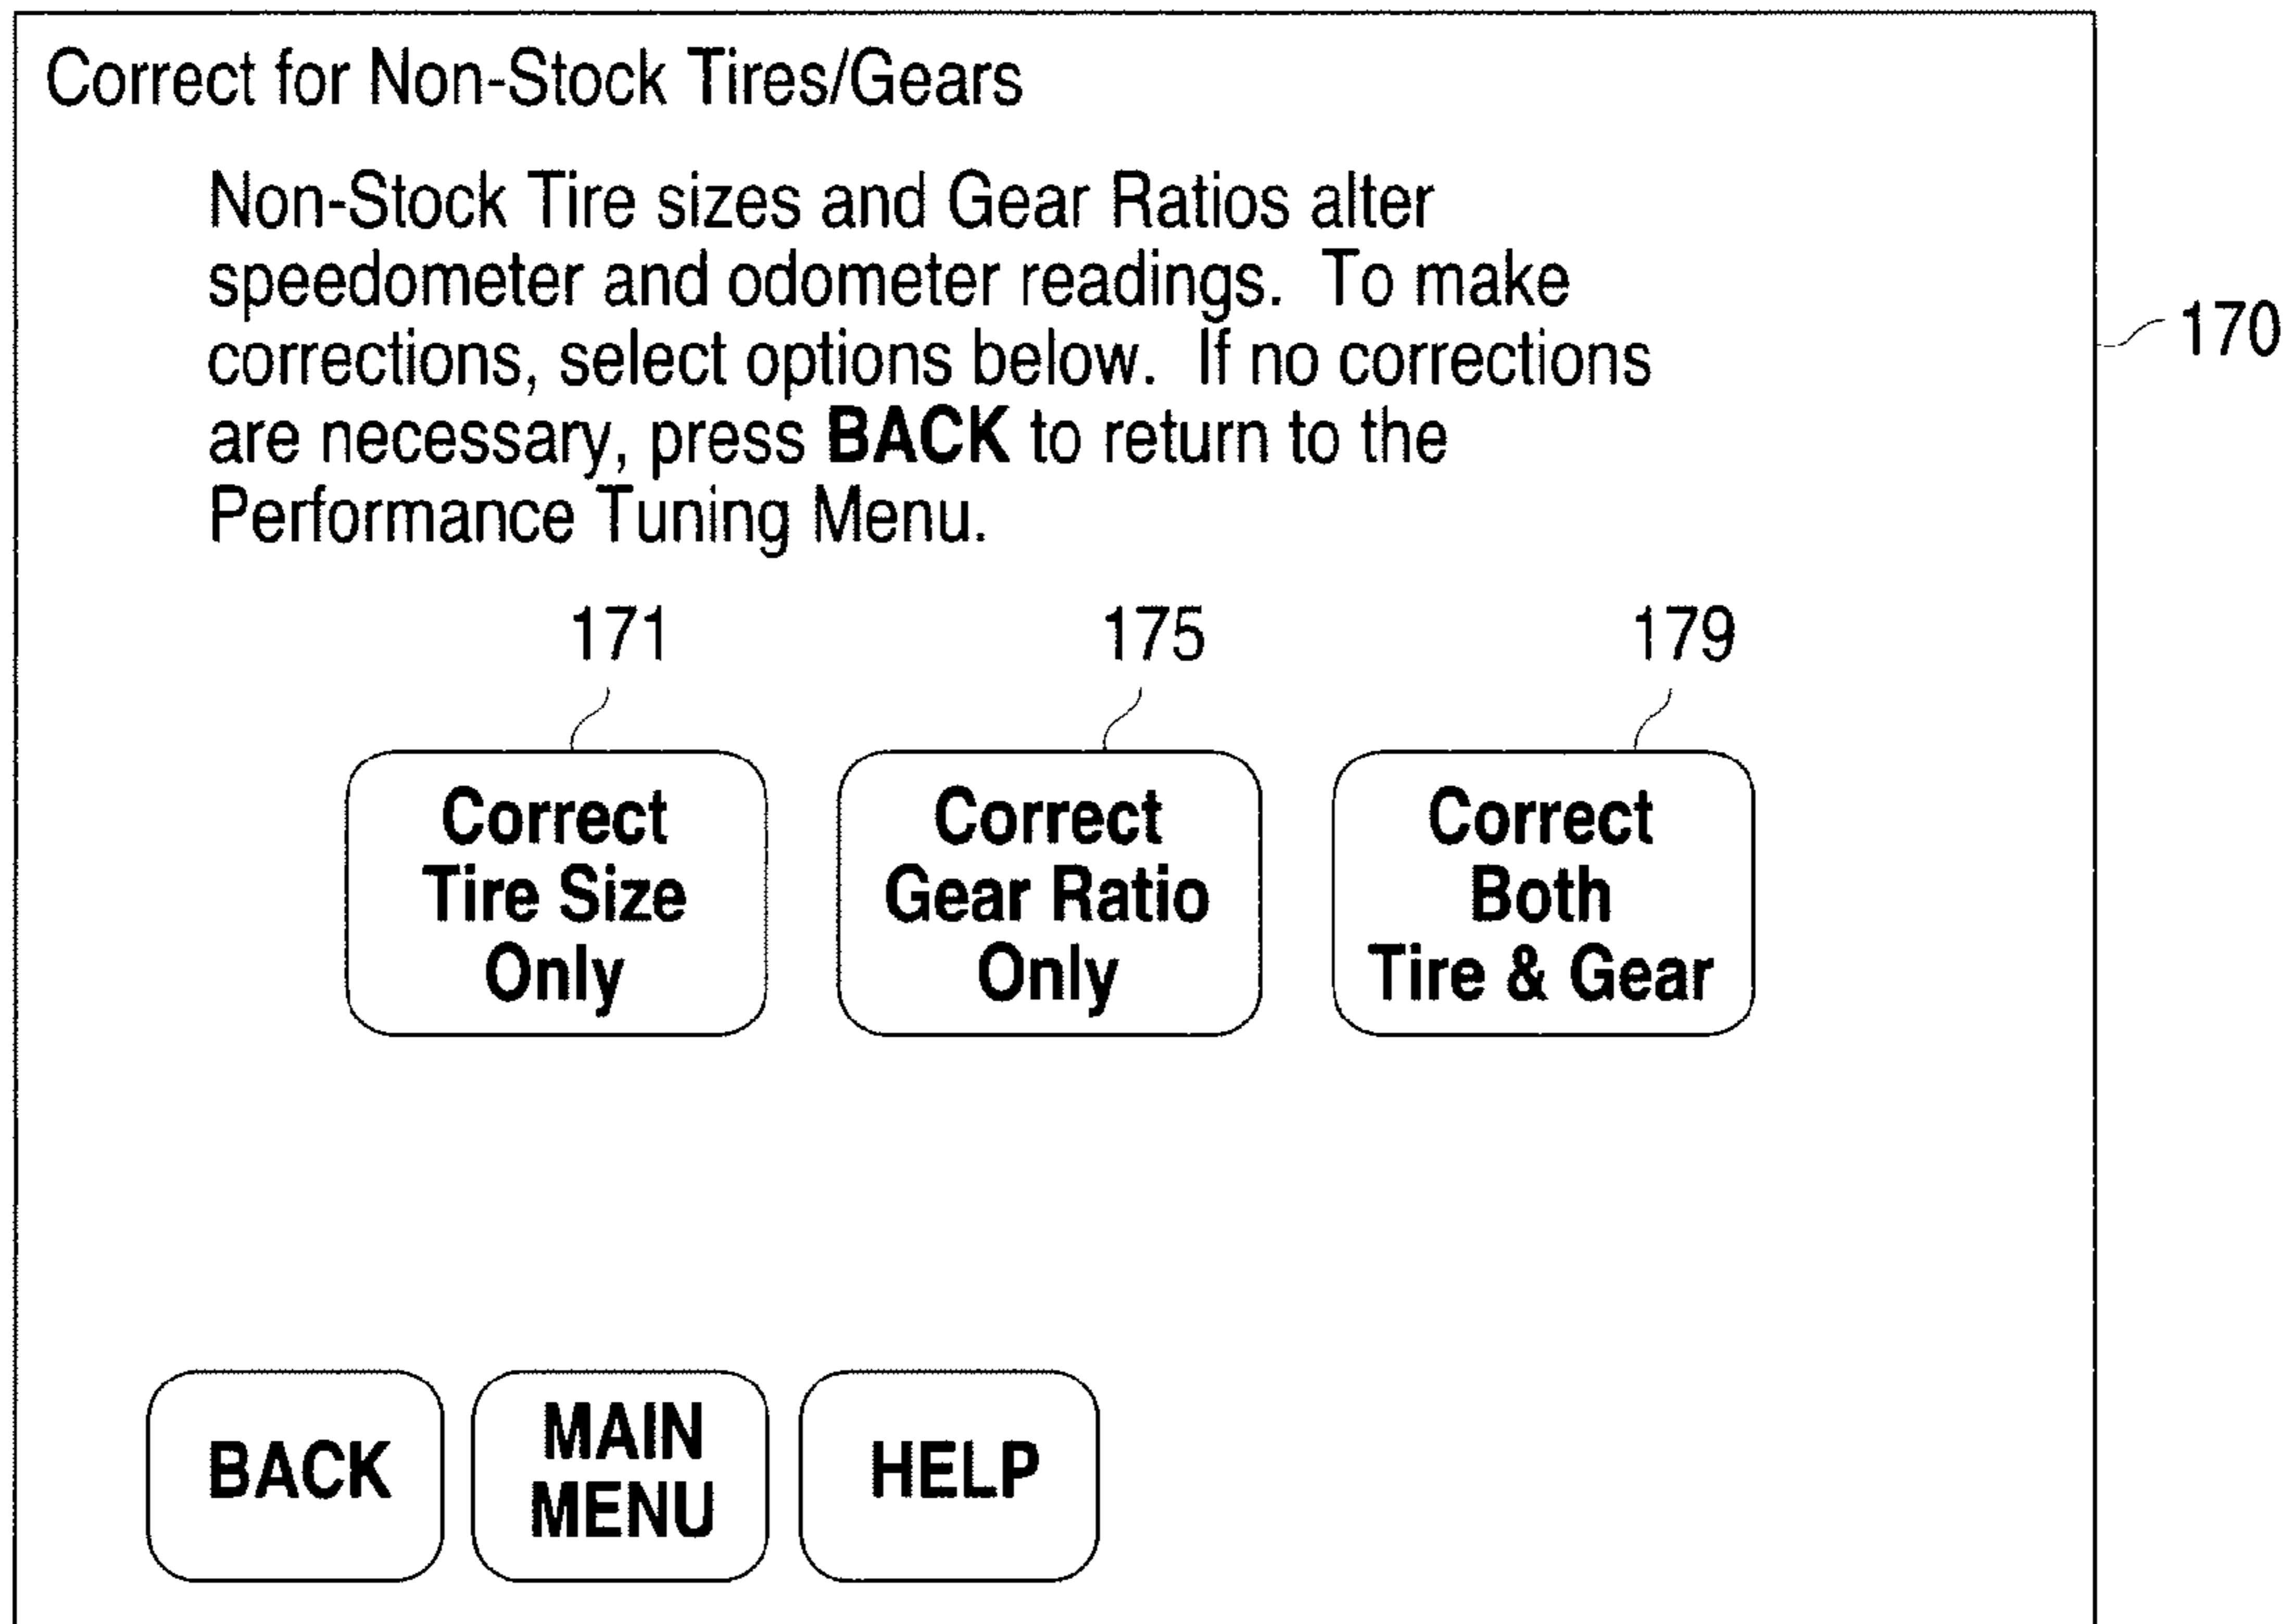 Correct for Non-Stock Tires/Gears
Non-Stock Tire sizes and Gear Ratios alter
speedometer and odometer readings.  To make
corrections, select options below.  If no corrections
are necessary, press BACK to return to the
Performance Tuning Menu.
170
171
175
179
Correct
Tire Size
Only
Correct
Gear Ratio
Only
Correct
Both
Tire & Gear
BACK
MAIN
MENU
HELP